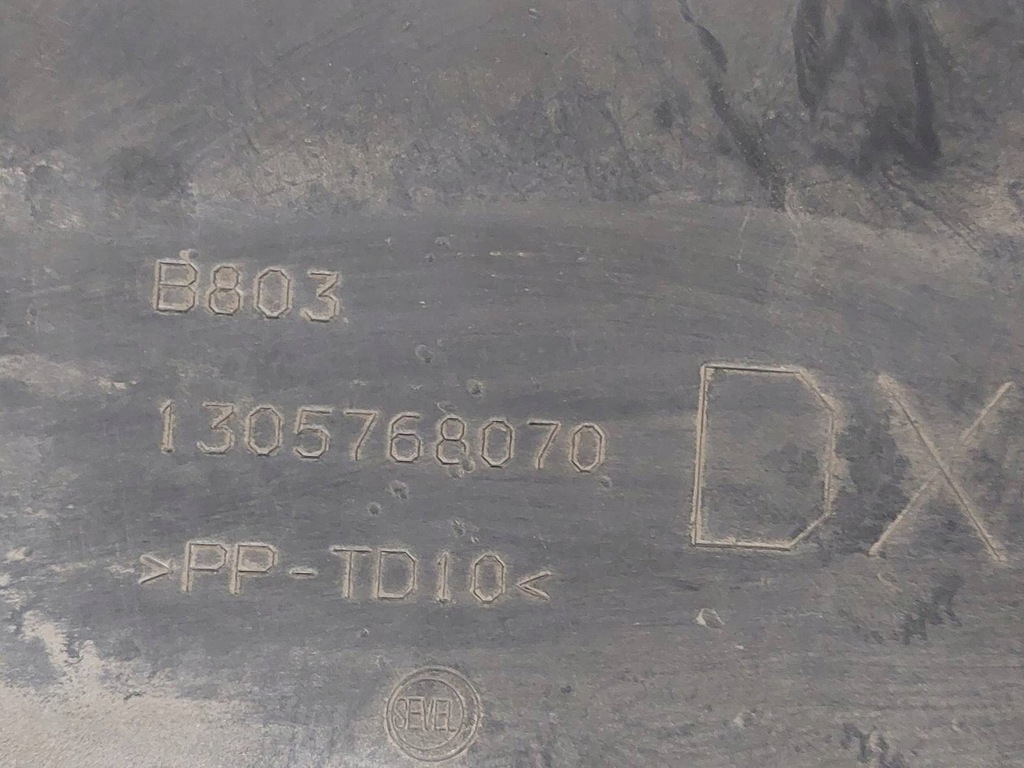 B803
1305768070
>PP-TD10<
DX
SEVEL